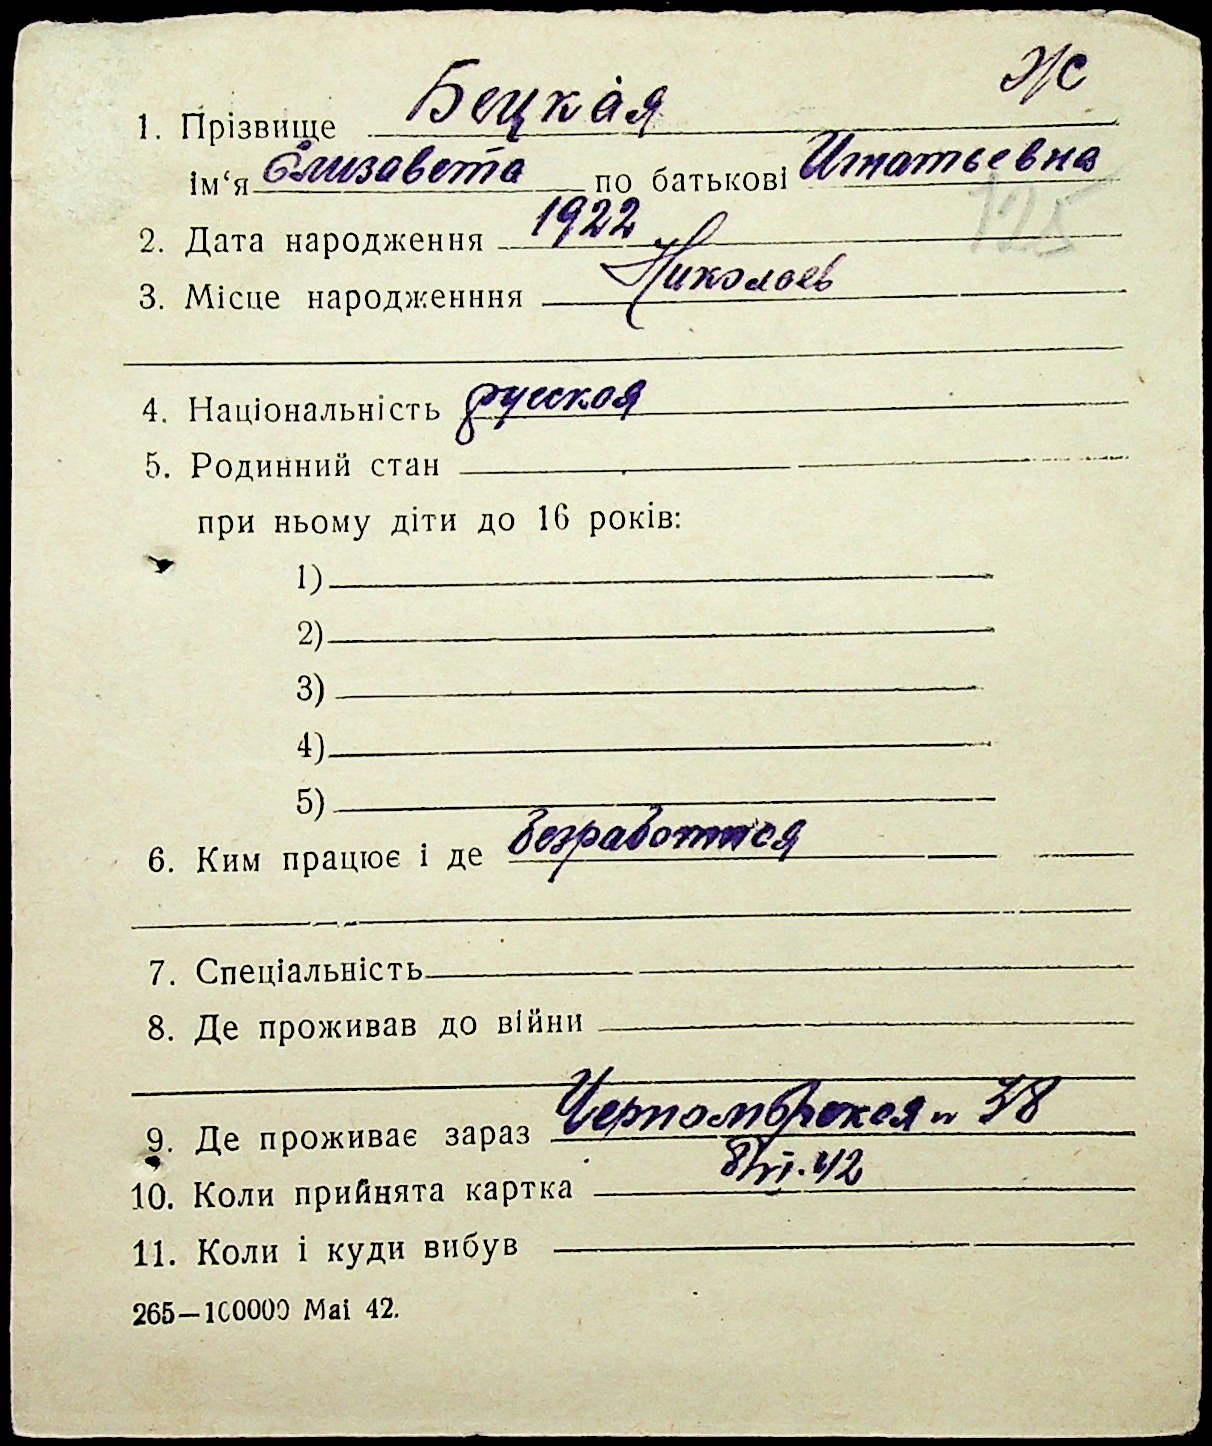 Ж
1. Прізвище Бецкая
ім‘я Елизавета по батькові Игнатьевна
125
2. Дата народження 1922
3. Місце народженння Николаев
4. Національність русская
5. Родинний стан
при ньому діти до 16 років:
1)
2)
3)
4)
5)
6. Ким працює і де безработная
7. Спеціальність
8. Де проживав до війни
9. Де проживає зараз 38
10. Коли прийнята картка 8/VI.42
11. Коли і куди вибув
265—100000 Маі 42.